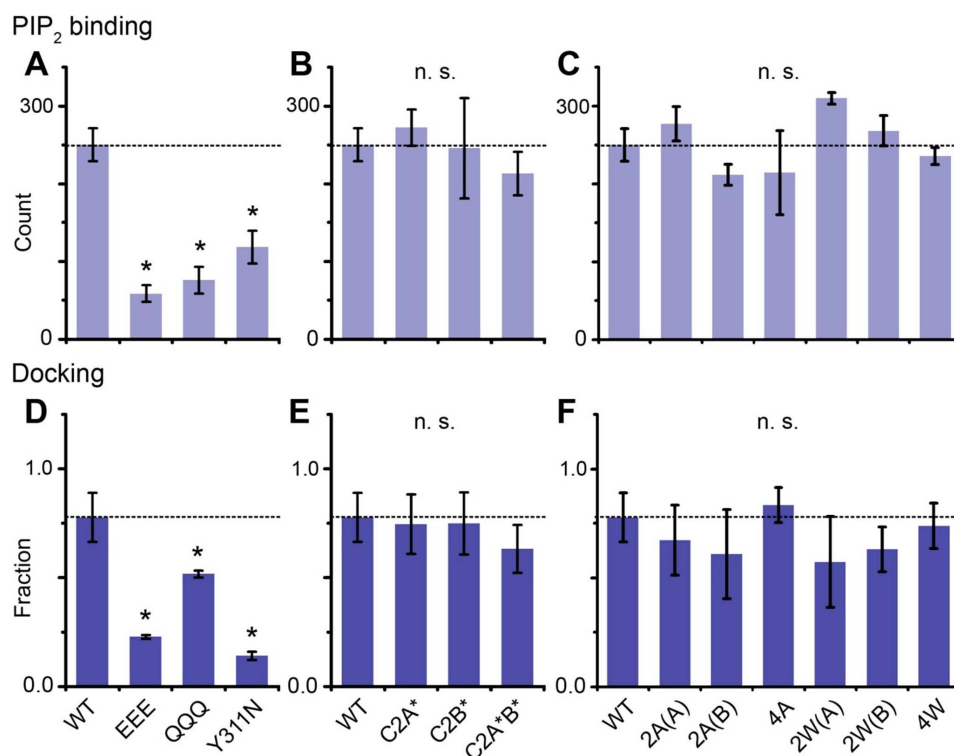 PIP₂ binding
A
B
C
n. s.
n. s.
300
300
300
*
*
*
Count
0
0
0
Docking
D
E
F
n. s.
n. s.
1.0
1.0
1.0
*
*
*
Fraction
0.0
0.0
0.0
WT
EEE
QQQ
Y311N
WT
C2A*
C2B*
C2A*B*
WT
2A(A)
2A(B)
4A
2W(A)
2W(B)
4W